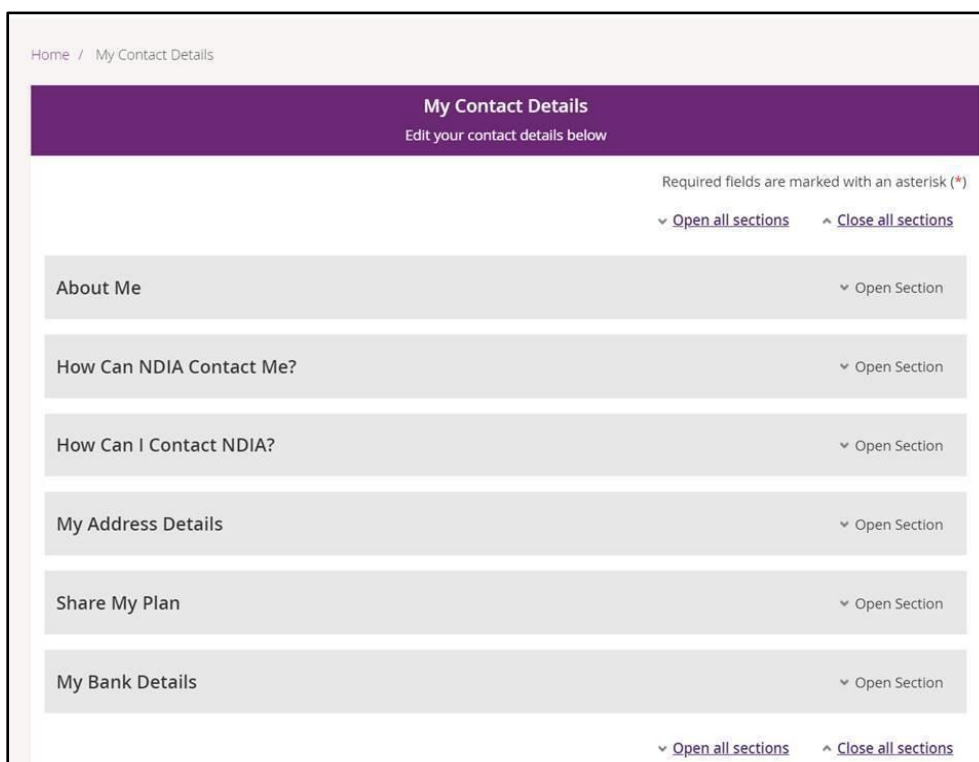 Home / My Contact Details
My Contact Details
Edit your contact details below
Required fields are marked with an asterisk (*)
Open all sections Close all sections
About Me Open Section
How Can NDIA Contact Me? Open Section
How Can I Contact NDIA? Open Section
My Address Details Open Section
Share My Plan Open Section
My Bank Details Open Section
Open all sections Close all sections